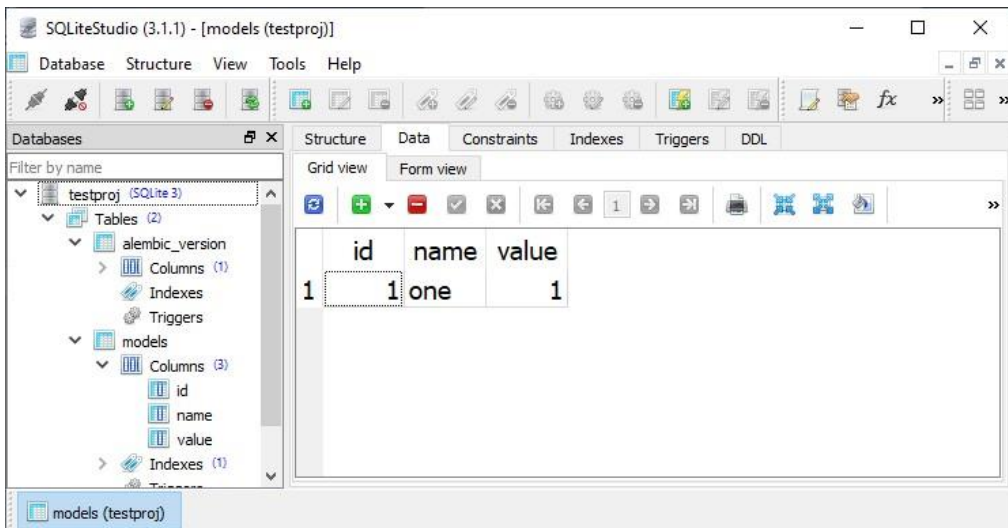 SQLiteStudio (3.1.1) - [models (testproj)]
Database Structure View Tools Help
fx
Databases
Filter by name
testproj (SQLite 3)
Tables (2)
alembic_version
Columns (1)
Indexes
Triggers
models
Columns (3)
id
name
value
Indexes (1)
Triggers
Structure Data Constraints Indexes Triggers DDL
Grid view Form view
1
id name value
1 1 one 1
models (testproj)